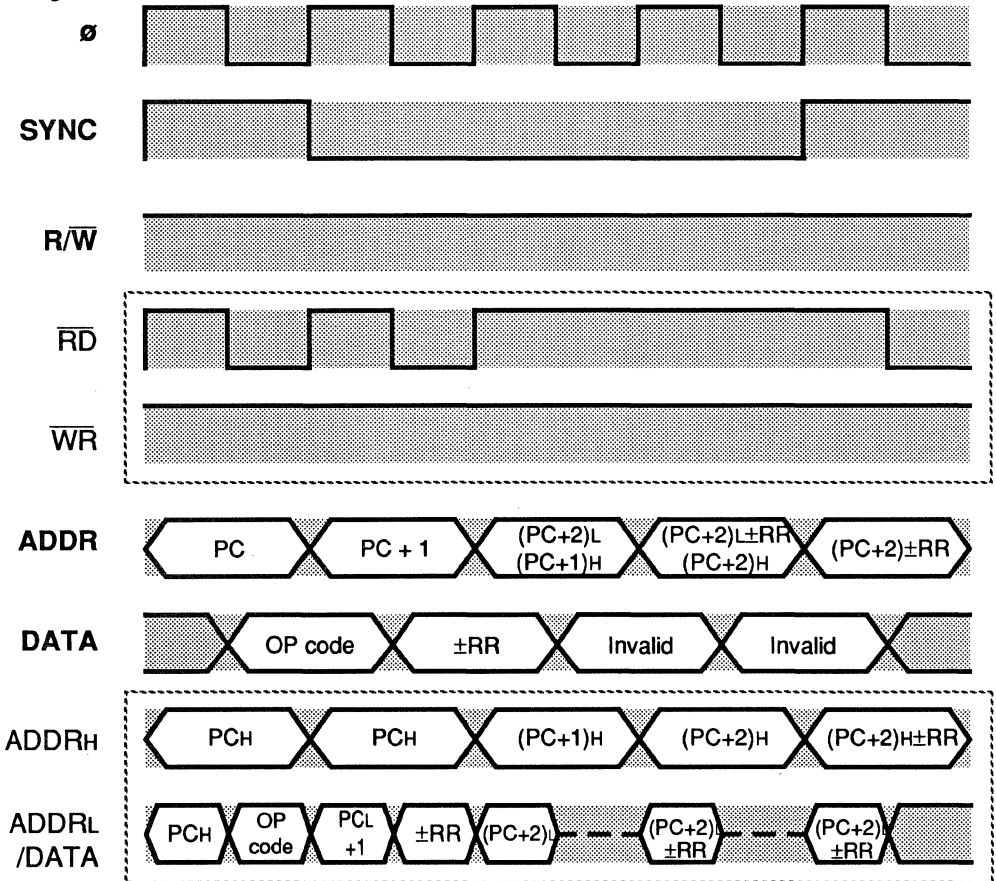 ø
SYNC
R/W̅
R̅D̅
W̅R̅
ADDR PC PC + 1 (PC+2)L (PC+1)H (PC+2)L±RR (PC+2)H (PC+2)±RR
DATA OP code ±RR Invalid Invalid
ADDRH PCH PCH (PC+1)H (PC+2)H (PC+2)H±RR
ADDRL /DATA PCH OP code PCL +1 ±RR (PC+2)L (PC+2)L ±RR (PC+2)L ±RR